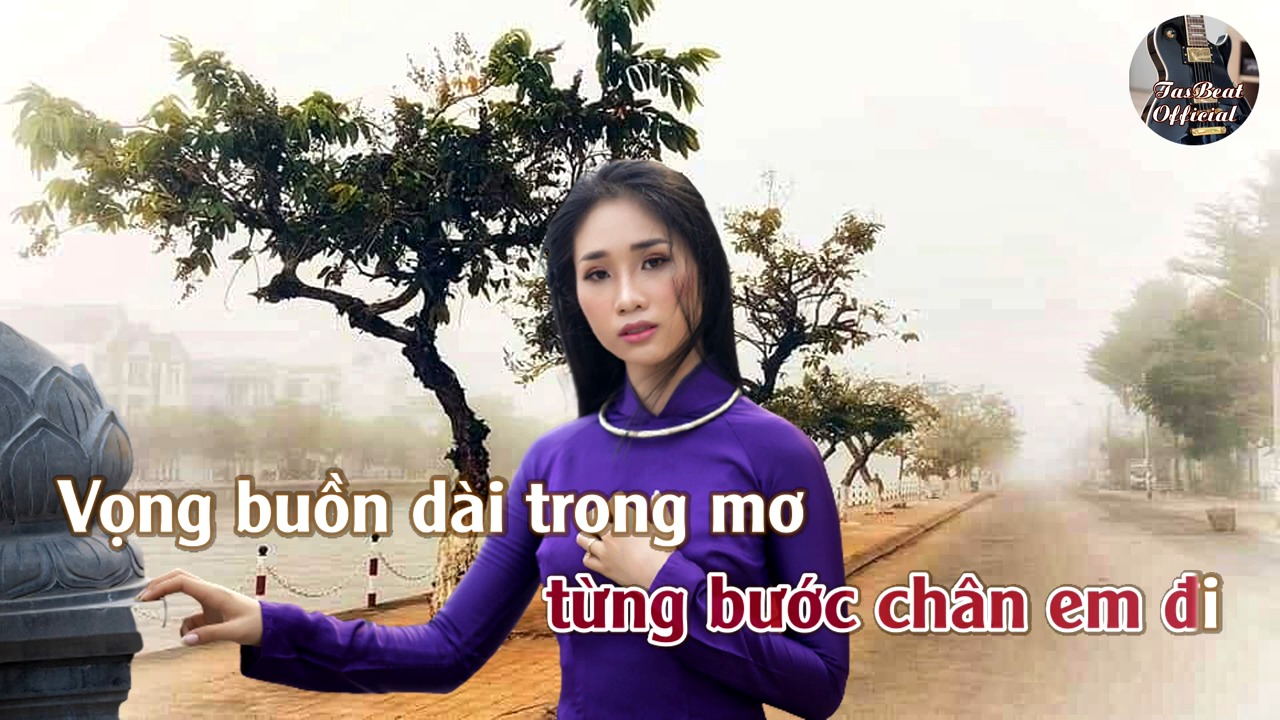 TasBeat
Official
Vọng buồn dài trong mơ
từng bước chân em đi